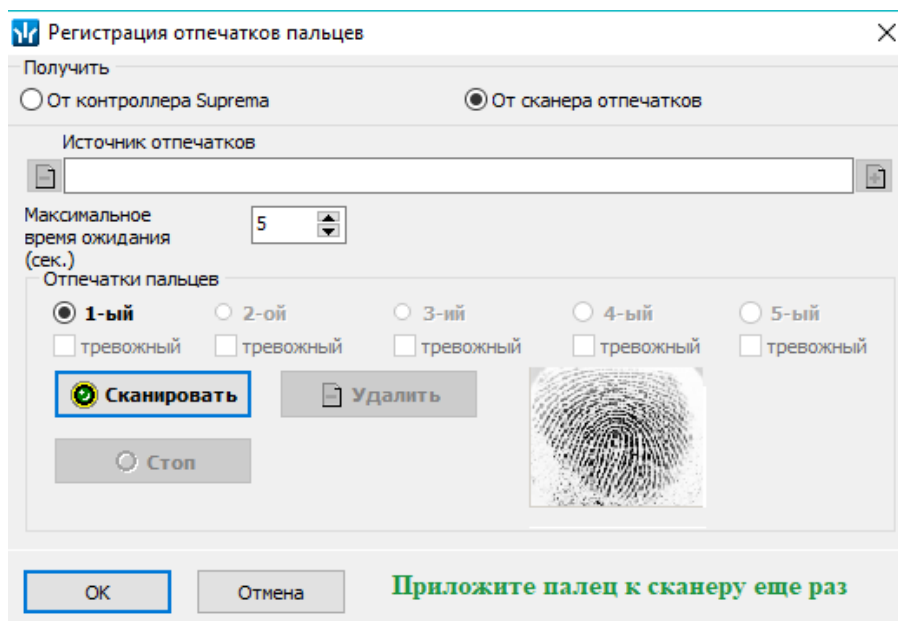 Регистрация отпечатков пальцев
Получить
От контроллера Suprema От сканера отпечатков
Источник отпечатков
Максимальное
время ожидания
(сек.)
5
Отпечатки пальцев
1-ый 2-ой 3-ий 4-ый 5-ый
тревожный тревожный тревожный тревожный тревожный
Сканировать Удалить
Стоп
OK Отмена Приложите палец к сканеру еще раз